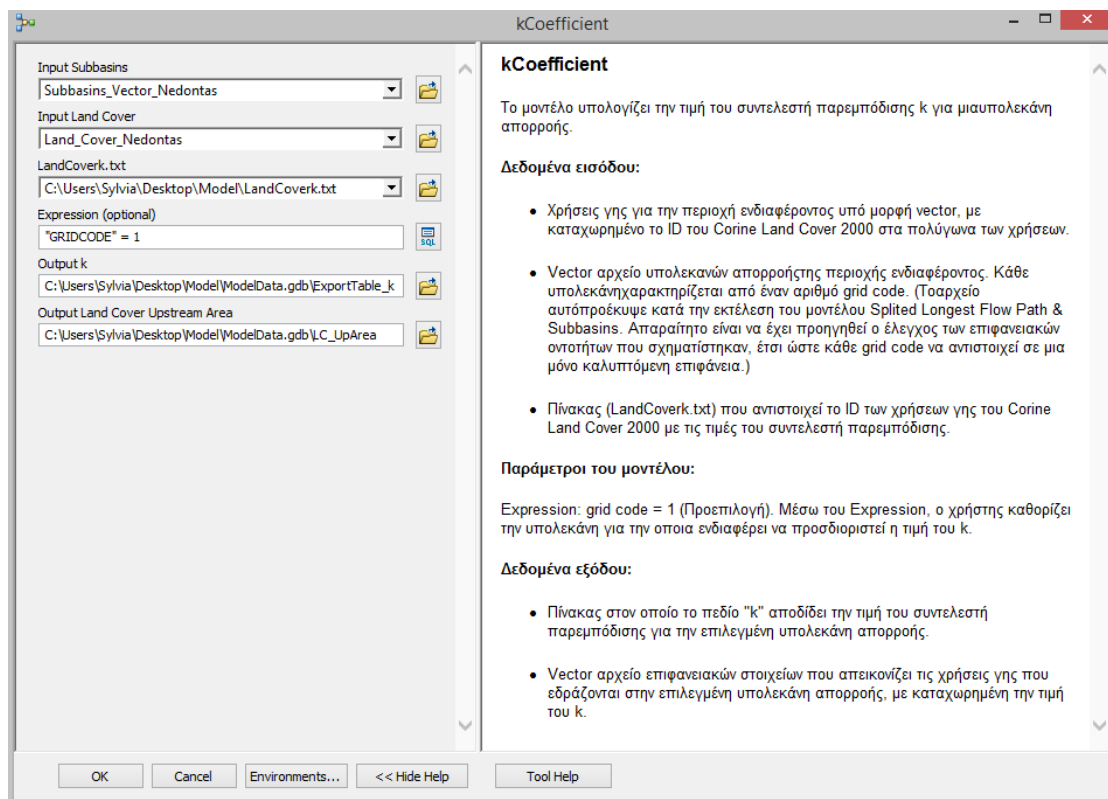 kCoefficient
Input Subbasins
Subbasins_Vector_Nedontas
Input Land Cover
Land_Cover_Nedontas
LandCoverk.txt
C:\Users\Sylvia\Desktop\Model\LandCoverk.txt
Expression (optional)
"GRIDCODE" = 1
SQL
Output k
C:\Users\Sylvia\Desktop\Model\ModelData.gdb\ExportTable_k
Output Land Cover Upstream Area
C:\Users\Sylvia\Desktop\Model\ModelData.gdb\LC_UpArea
kCoefficient
Το μοντέλο υπολογίζει την τιμή του συντελεστή παρεμπόδισης k για μιαυπολεκάνη
απορροής.
Δεδομένα εισόδου:
• Χρήσεις γης για την περιοχή ενδιαφέροντος υπό μορφή vector, με
καταχωρημένο το ID του Corine Land Cover 2000 στα πολύγωνα των χρήσεων.
• Vector αρχείο υπολεκανών απορροήςτης περιοχής ενδιαφέροντος. Κάθε
υπολεκάνηχαρακτηρίζεται από έναν αριθμό grid code. (Τοαρχείο
αυτόπροέκυψε κατά την εκτέλεση του μοντέλου Splited Longest Flow Path &
Subbasins. Απαραίτητο είναι να έχει προηγηθεί ο έλεγχος των επιφανειακών
οντοτήτων που σχηματίστηκαν, έτσι ώστε κάθε grid code να αντιστοιχεί σε μια
μόνο καλυπτόμενη επιφάνεια.)
• Πίνακας (LandCoverk.txt) που αντιστοιχεί το ID των χρήσεων γης του Corine
Land Cover 2000 με τις τιμές του συντελεστή παρεμπόδισης.
Παράμετροι του μοντέλου:
Expression: grid code = 1 (Προεπιλογή). Μέσω του Expression, ο χρήστης καθορίζει
την υπολεκάνη για την οποια ενδιαφέρει να προσδιοριστεί η τιμή του k.
Δεδομένα εξόδου:
• Πίνακας στον οποίο το πεδίο "k" αποδίδει την τιμή του συντελεστή
παρεμπόδισης για την επιλεγμένη υπολεκάνη απορροής.
• Vector αρχείο επιφανειακών στοιχείων που απεικονίζει τις χρήσεις γης που
εδράζονται στην επιλεγμένη υπολεκάνη απορροής, με καταχωρημένη την τιμή
του k.
OK Cancel Environments... << Hide Help Tool Help